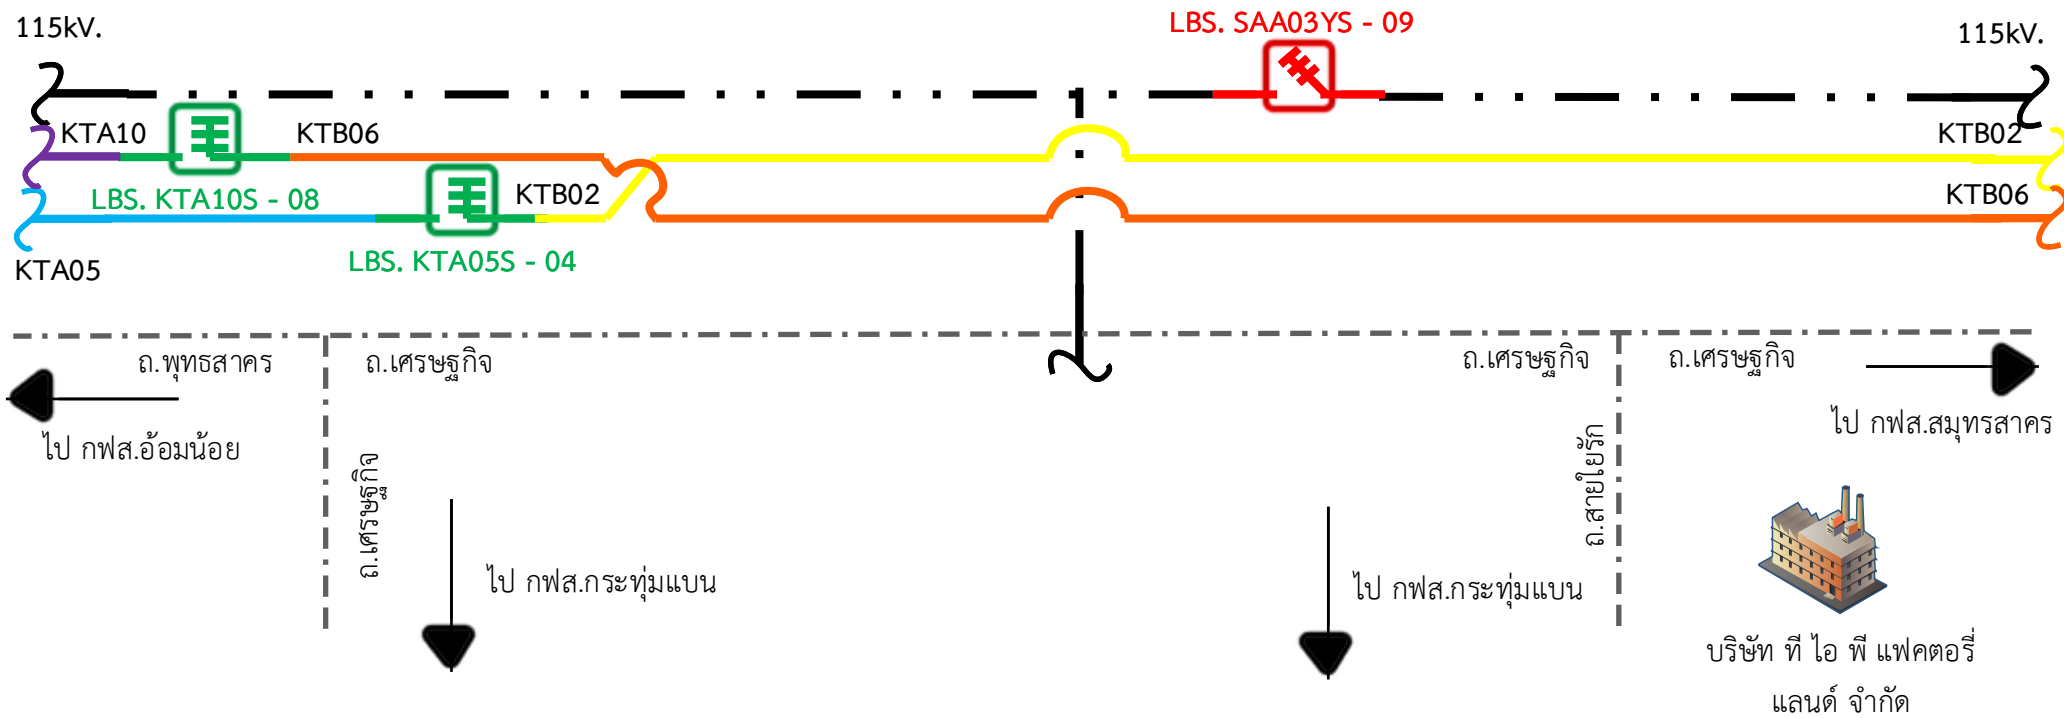 115kV.
LBS. SAA03YS - 09
115kV.
KTA10
KTB06
KTB02
LBS. KTA10S - 08
KTB02
KTB06
KTA05
LBS. KTA05S - 04
ถ.พุทธสาคร
ถ.เศรษฐกิจ
ถ.เศรษฐกิจ
ถ.เศรษฐกิจ
ไป กฟส.อ้อมน้อย
ไป กฟส.สมุทรสาคร
ถ.เศรษฐกิจ
ถ.สายใยรัก
ไป กฟส.กระทุ่มแบน
ไป กฟส.กระทุ่มแบน
บริษัท ที ไอ พี แฟคตอรี่
แลนด์ จำกัด